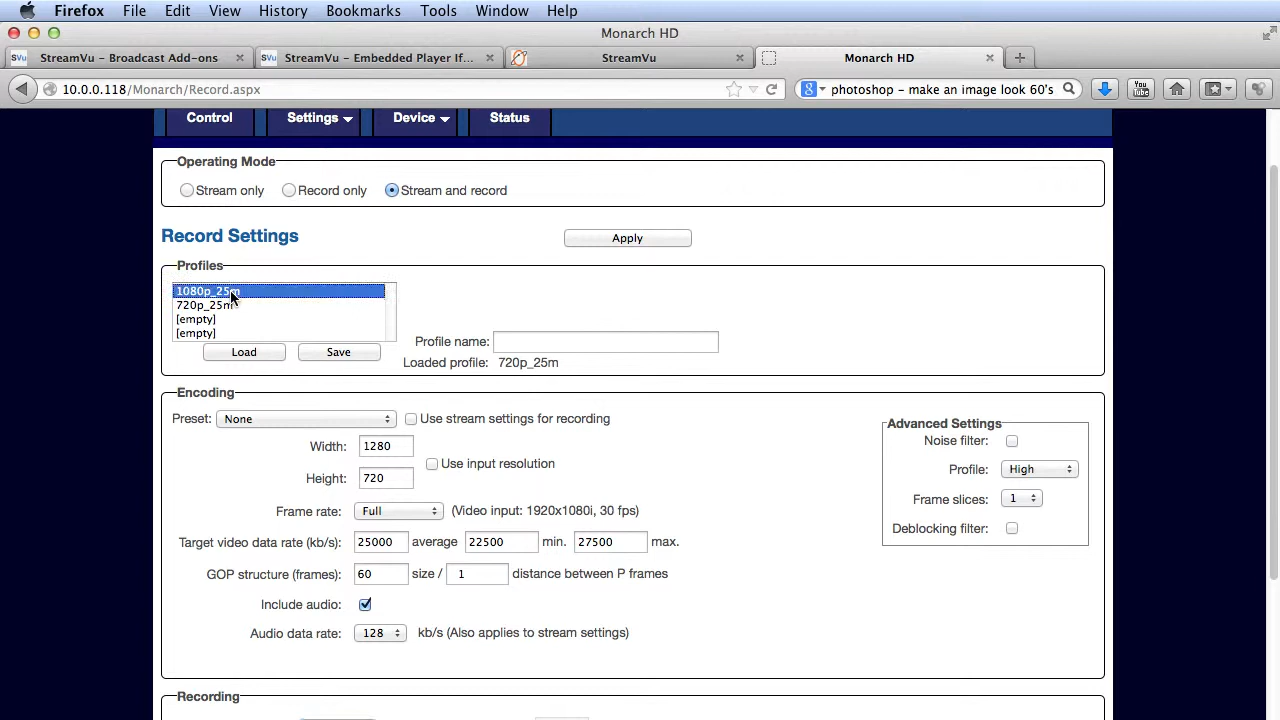 Firefox File Edit View History Bookmarks Tools Window Help
Monarch HD
SVu StreamVu – Broadcast Add-ons SVu StreamVu – Embedded Player If... StreamVu Monarch HD
10.0.0.118/Monarch/Record.aspx 8 photoshop - make an image look 60's You Tube
Control Settings Device Status
Operating Mode
Stream only Record only Stream and record
Record Settings Apply
Profiles
1080p_25m
720p_25m
[empty]
[empty]
Profile name:
Load Save
Loaded profile: 720p_25m
Encoding
Preset: None Use stream settings for recording
Advanced Settings
Noise filter:
Width: 1280
Use input resolution
Profile: High
Height: 720
Frame slices: 1
Frame rate: Full (Video input: 1920x1080i, 30 fps)
Deblocking filter:
Target video data rate (kb/s): 25000 average 22500 min. 27500 max.
GOP structure (frames): 60 size / 1 distance between P frames
Include audio:
Audio data rate: 128 kb/s (Also applies to stream settings)
Recording